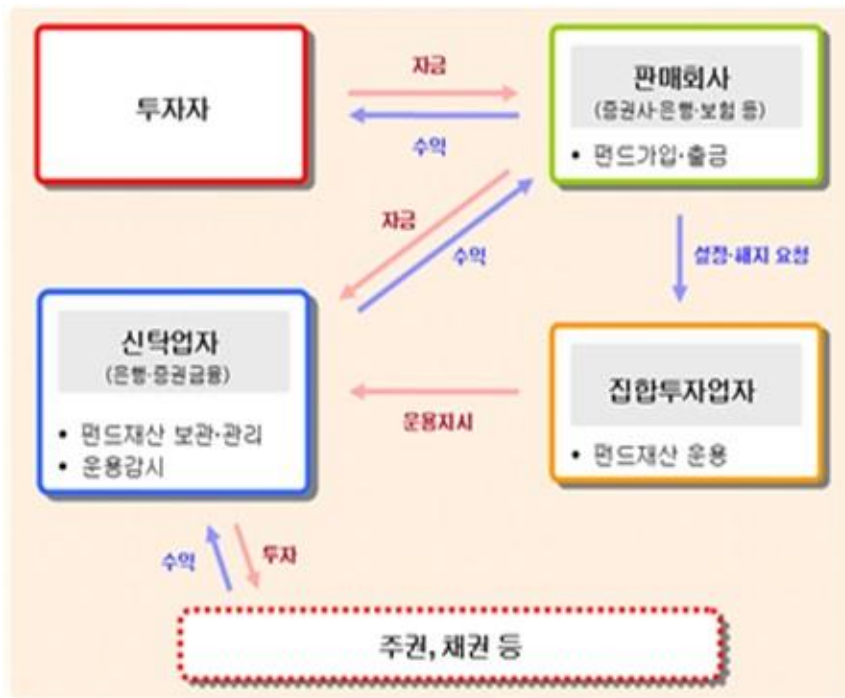 투자자
자금
수익
판매회사
(증권사·은행·보험 등)
• 펀드가입·출금
자금
수익
설정·해지 요청
신탁업자
(은행·증권금융)
• 펀드재산 보관·관리
• 운용감시
운용지시
집합투자업자
• 펀드재산 운용
수익
투자
주권, 채권 등